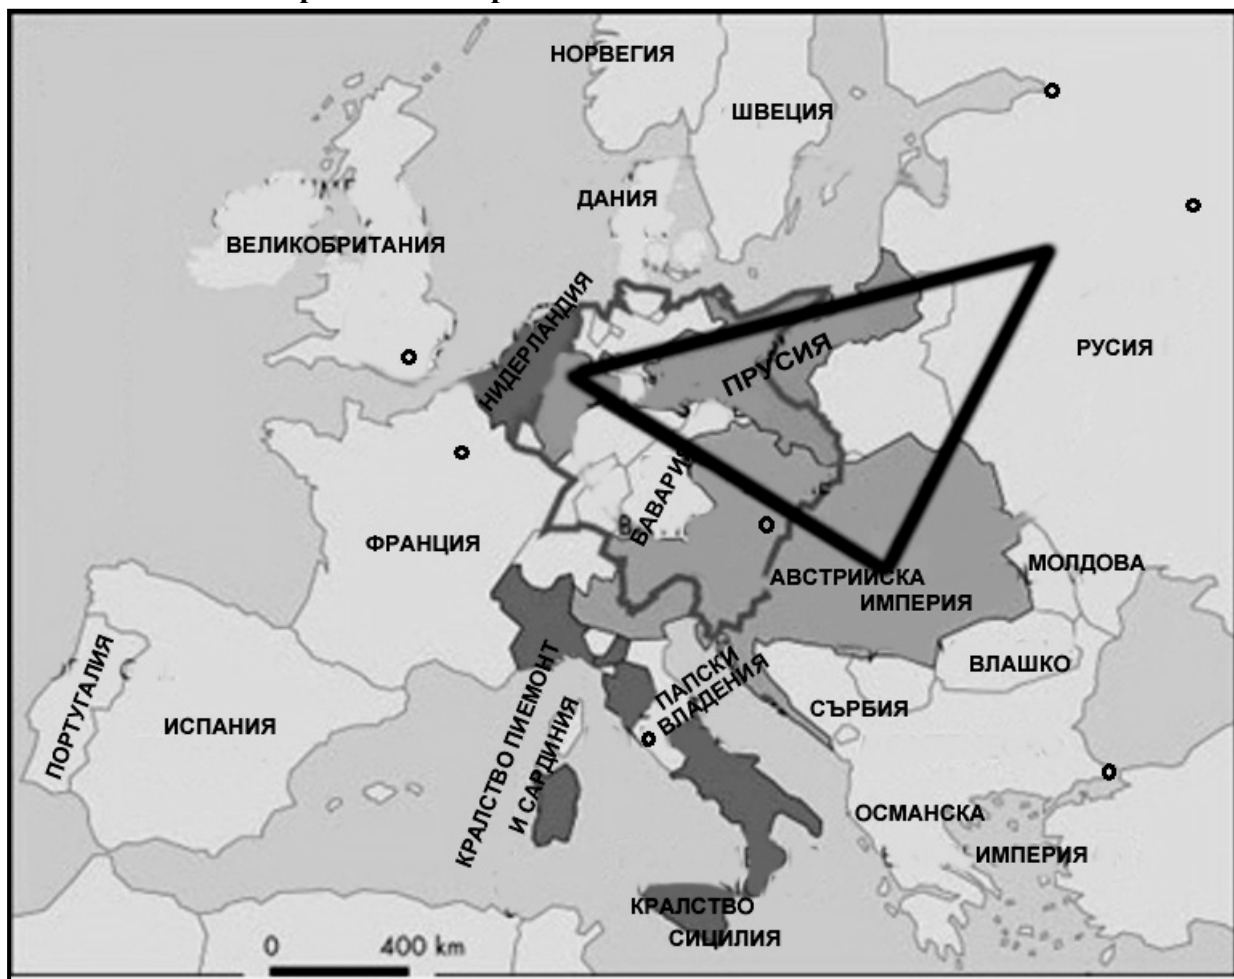 НОРВЕГИЯ
ШВЕЦИЯ
ДАНИЯ
ВЕЛИКОБРИТАНИЯ
НИДЕРЛАНДИЯ
ПРУСИЯ
РУСИЯ
БАВАРИЯ
ФРАНЦИЯ
АВСТРИЙСКА
ИМПЕРИЯ
МОЛДОВА
ВЛАШКО
ПАПСКИ
ВЛАДЕНИЯ
СЪРБИЯ
ПОРТУГАЛИЯ
ИСПАНИЯ
КРАЛСТВО ПИЕМОНТ
И САРДИНИЯ
ОСМАНСКА
ИМПЕРИЯ
КРАЛСТВО
СИЦИЛИЯ
0 400 km